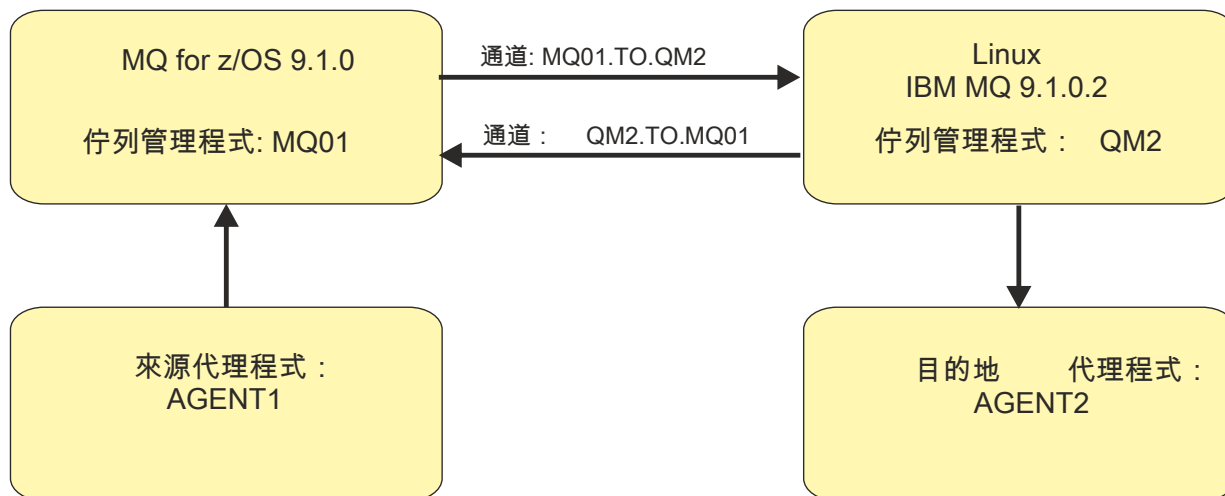 MQ for z/OS 9.1.0
佇列管理程式: MQ01
通道: MQ01.TO.QM2
通道： QM2.TO.MQ01
Linux
IBM MQ 9.1.0.2
佇列管理程式： QM2
來源代理程式：
AGENT1
目的地 代理程式：
AGENT2